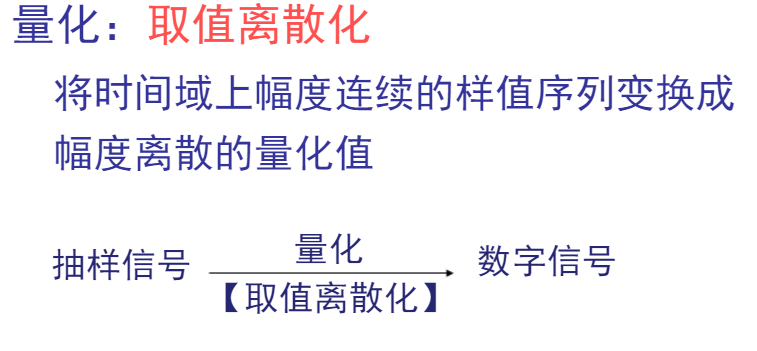 量化：取值离散化
将时间域上幅度连续的样值序列变换成
幅度离散的量化值
量化
抽样信号
数字信号
【取值离散化】